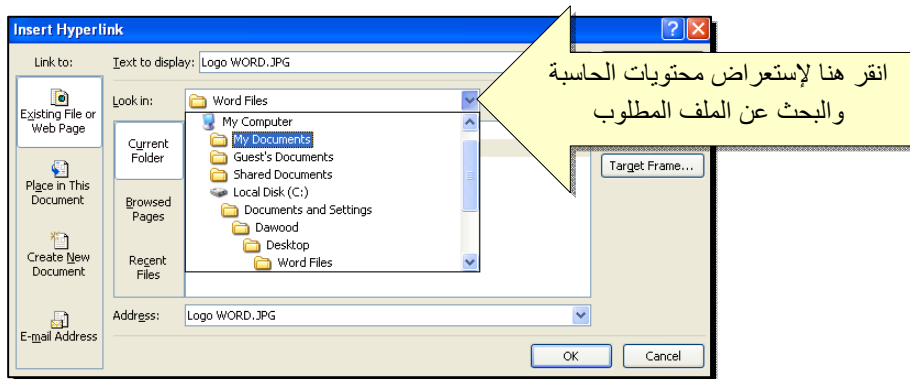 Insert Hyperlink
Link to:
Text to display: Logo WORD.JPG
انقر هنا لإستعراض محتويات الحاسبة
والبحث عن الملف المطلوب
Existing File or
Web Page
Look in: Word Files
My Computer
My Documents
Guest's Documents
Shared Documents
Local Disk (C:)
Documents and Settings
Dawood
Desktop
Word Files
Current
Folder
Browsed
Pages
Recent
Files
Target Frame...
Place in This
Document
Create New
Document
E-mail Address
Address: Logo WORD.JPG
OK
Cancel